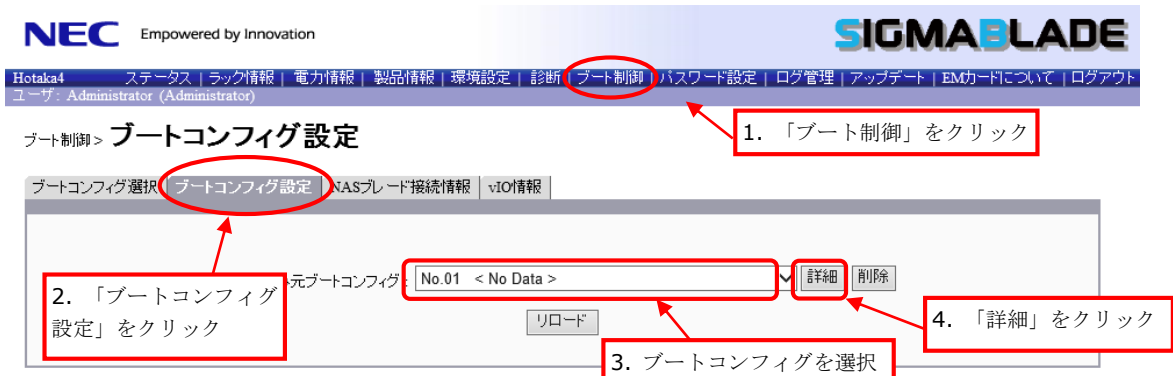 NEC Empowered by Innovation SIGMABLADE
Hotaka4 ステータス | ラック情報 | 電力情報 | 製品情報 | 環境設定 | 診断 | ブート制御 | パスワード設定 | ログ管理 | アップデート | EMカードについて | ログアウト
ユーザ: Administrator (Administrator)
ブート制御> ブートコンフィグ設定
1. 「ブート制御」をクリック
ブートコンフィグ選択 ブートコンフィグ設定 NASブレード接続情報 vIO情報
元ブートコンフィグ: No.01 < No Data > 詳細 削除
2. 「ブートコンフィグ
設定」をクリック
リロード
4. 「詳細」をクリック
3. ブートコンフィグを選択